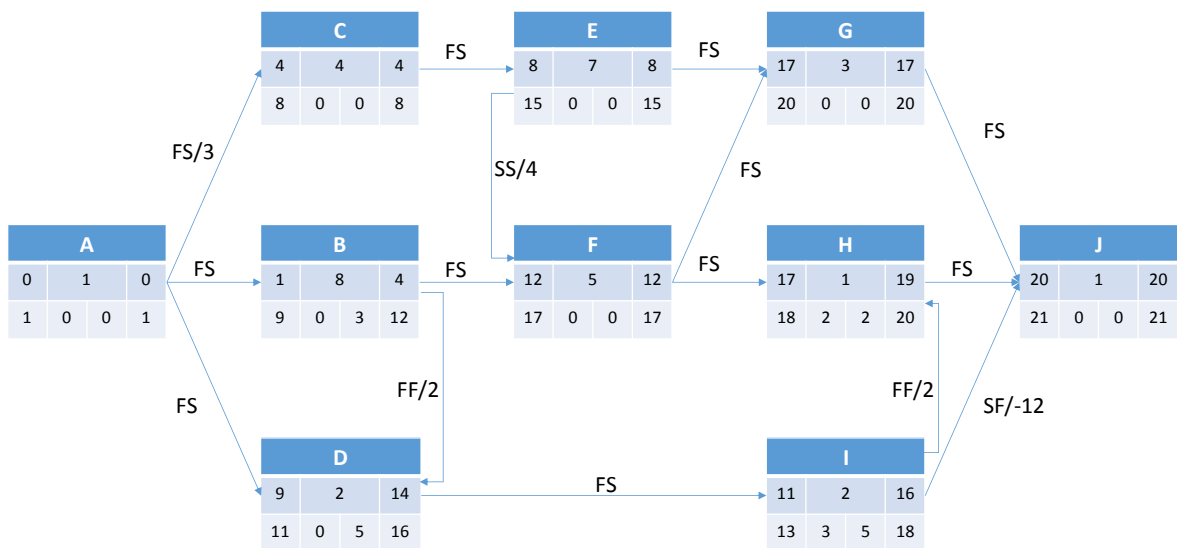 C
4 4 4
8 0 0 8
FS
E
8 7 8
15 0 0 15
FS
G
17 3 17
20 0 0 20
FS/3
SS/4
FS
FS
A
0 1 0
1 0 0 1
FS
B
1 8 4
9 0 3 12
FS
F
12 5 12
17 0 0 17
FS
H
17 1 19
18 2 2 20
FS
J
20 1 20
21 0 0 21
FS
FF/2
FF/2
SF/-12
D
9 2 14
11 0 5 16
FS
I
11 2 16
13 3 5 18